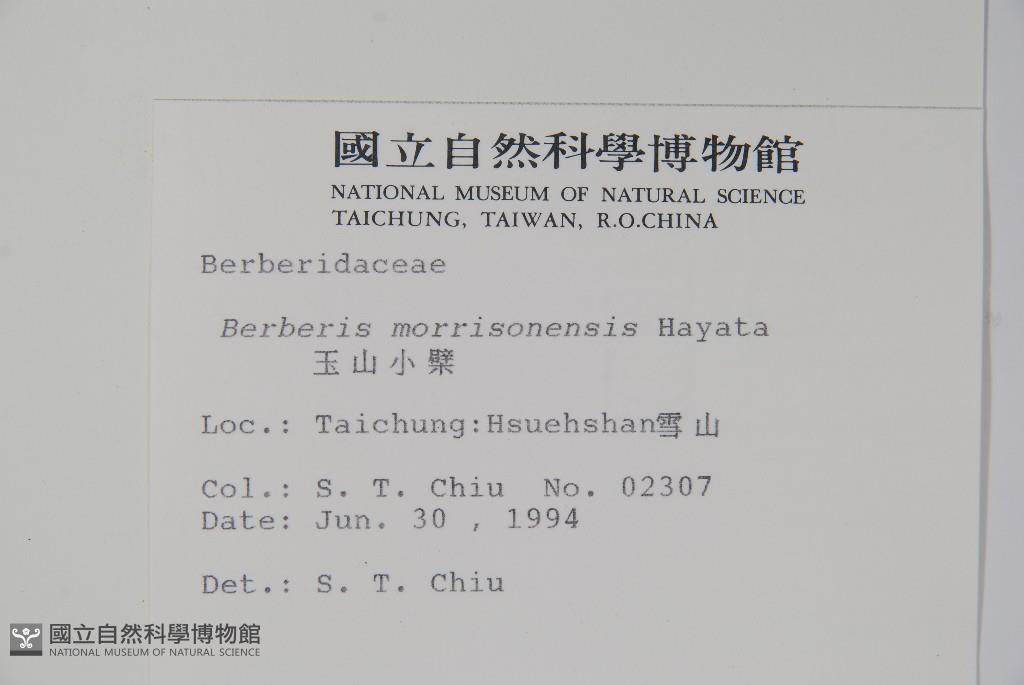 國立自然科學博物館
NATIONAL MUSEUM OF NATURAL SCIENCE
TAICHUNG, TAIWAN, R.O.CHINA
Berberidaceae
Berberis morrisonensis Hayata
玉山小檗
Loc.: Taichung:Hsuehshan雪山
Col.: S. T. Chiu No. 02307
Date: Jun. 30 , 1994
Det.: S. T. Chiu
國立自然科學博物館
NATIONAL MUSEUM OF NATURAL SCIENCE